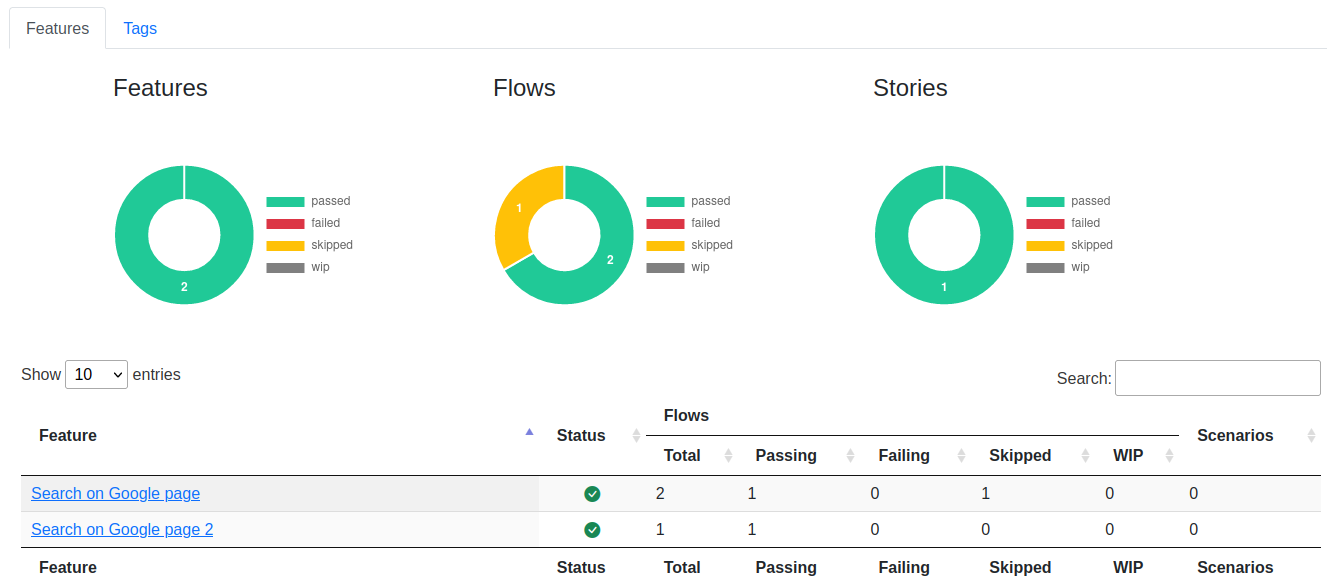 Features Tags
Features Flows Stories
passed passed passed
failed failed failed
1
skipped skipped skipped
2
wip wip wip
2 1
Show 10 entries Search:
Flows
Feature Status Scenarios
Total Passing Failing Skipped WIP
Search on Google page 2 1 0 1 0 0
Search on Google page 2 1 1 0 0 0 0
Feature Status Total Passing Failing Skipped WIP Scenarios